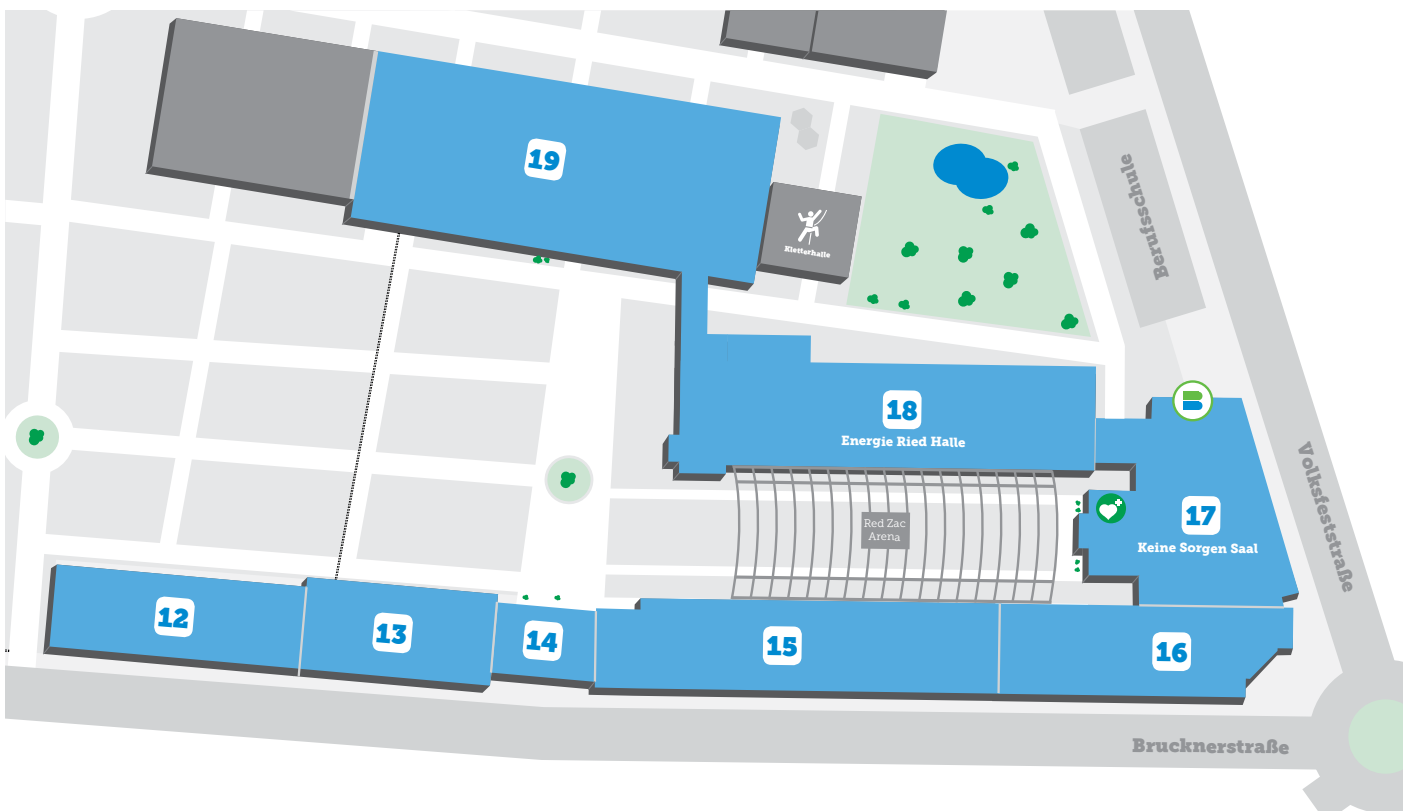 19
Kletterhalle
Berufsschule
18
Energie Ried Halle
B
Volksfeststraße
17
Keine Sorgen Saal
Red Zac
Arena
12
13
14
15
16
Brucknerstraße